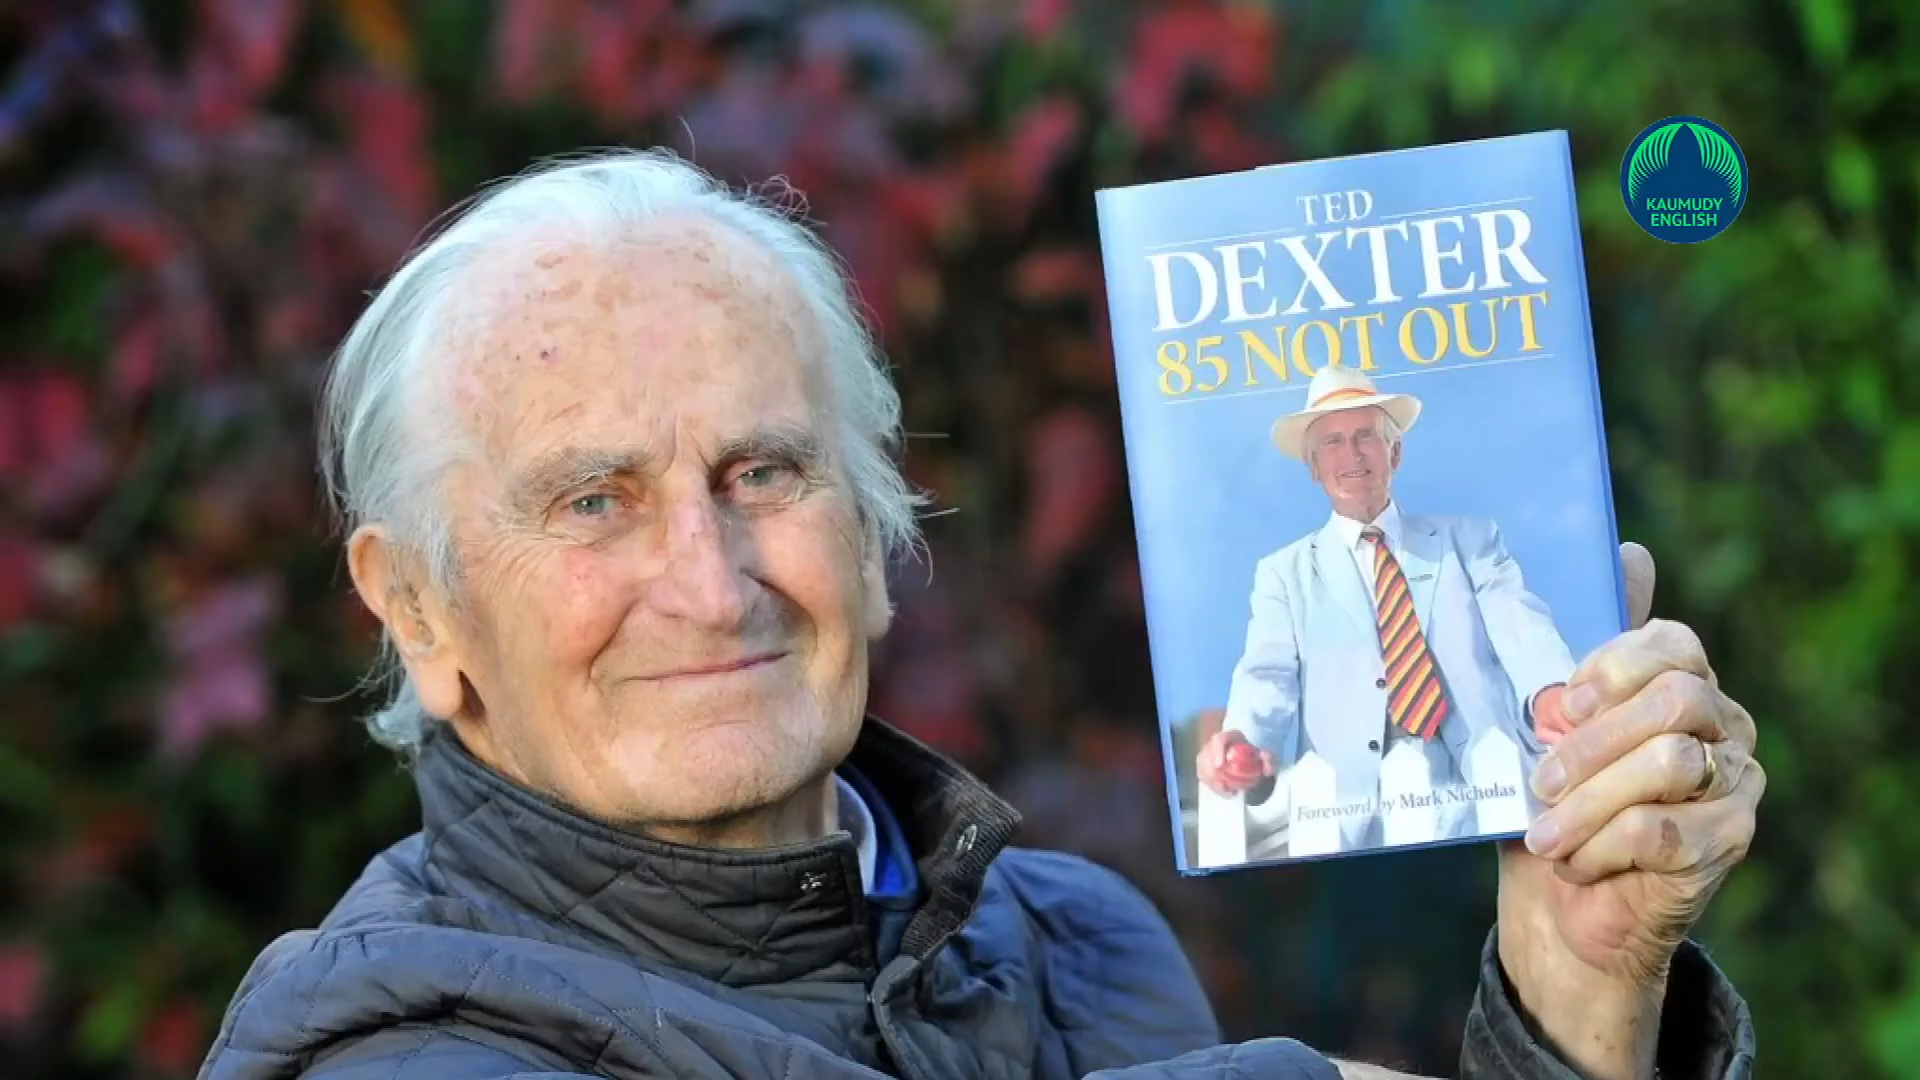 TED
DEXTER
85 NOT OUT
Foreword by Mark Nicholas
KAUMUDY
ENGLISH